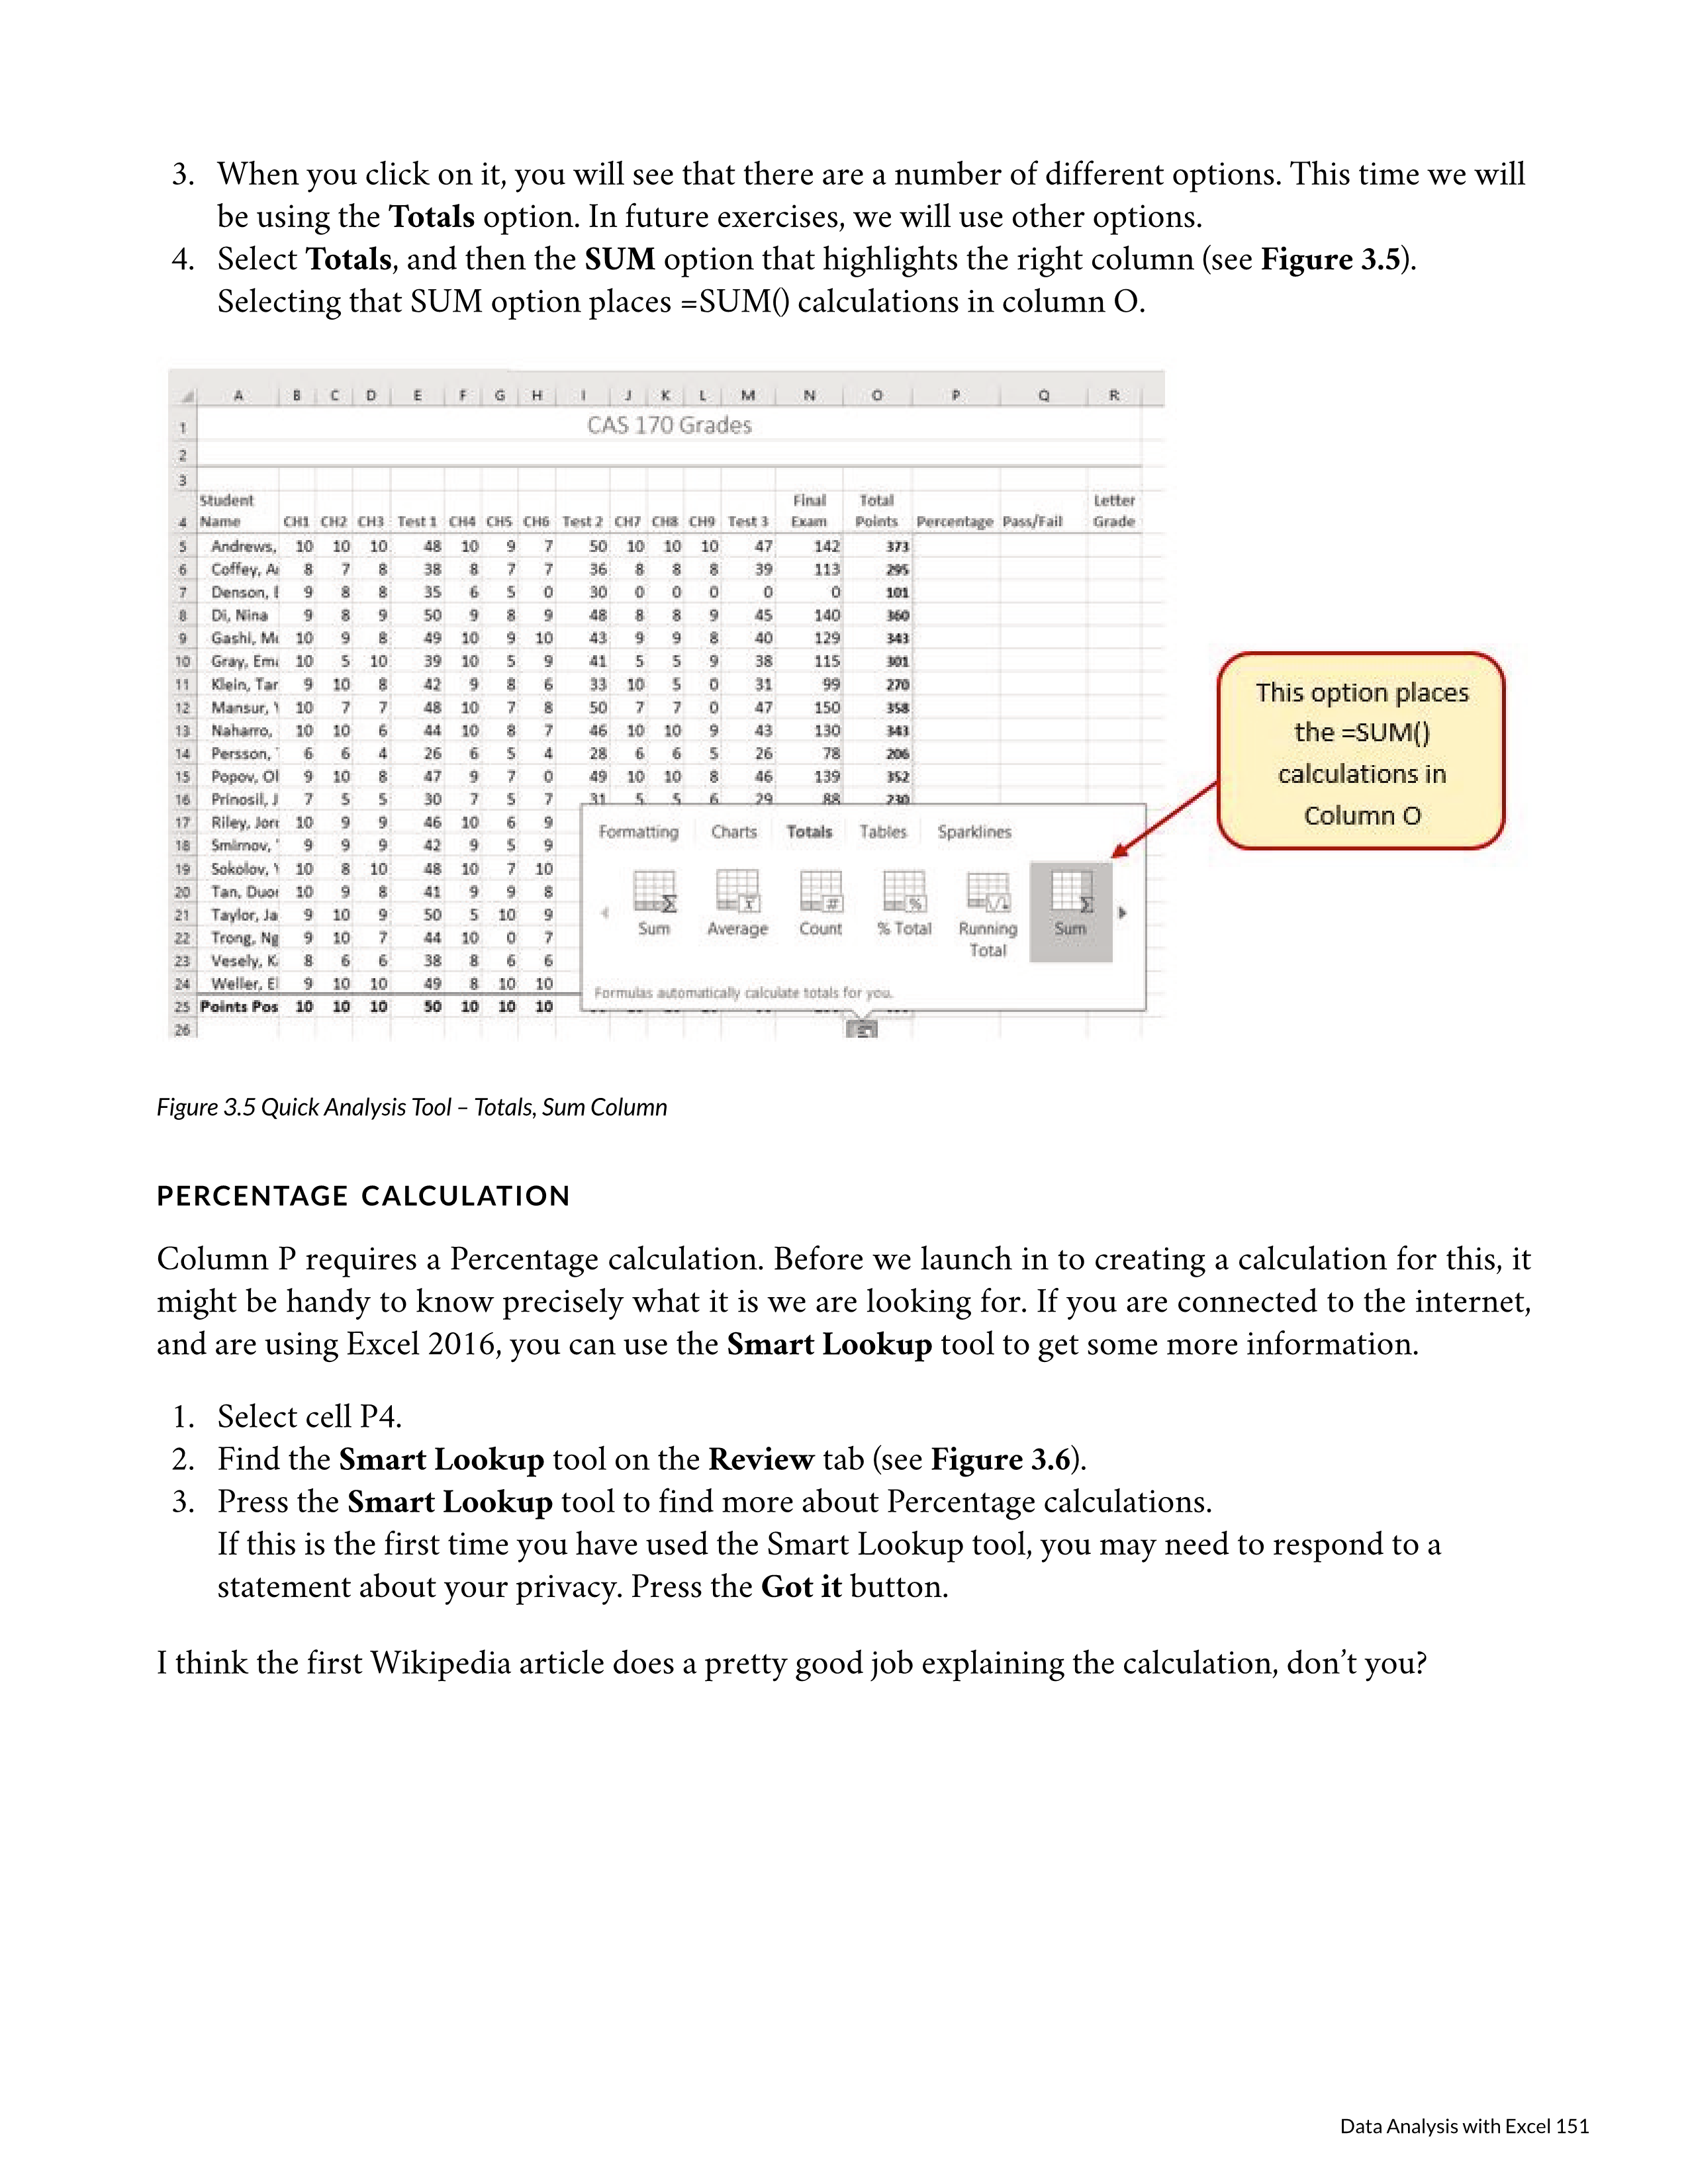 3. When you click on it, you will see that there are a number of different options. This time we will
be using the Totals option. In future exercises, we will use other options.
4. Select Totals, and then the SUM option that highlights the right column (see Figure 3.5).
Selecting that SUM option places =SUM() calculations in column O.
A B C D E F G H I J K L M N O P Q R
1 CAS 170 Grades
2
3
Student Final Total Letter
4 Name CH1 CH2 CH3 Test 1 CH4 CH5 CH6 Test 2 CH7 CH8 CH9 Test 3 Exam Points Percentage Pass/Fail Grade
5 Andrews, 10 10 10 48 10 9 7 50 10 10 10 47 142 373
6 Coffey, A 8 7 8 38 8 7 7 36 8 8 8 39 113 295
7 Denson, 9 8 8 35 6 5 0 30 0 0 0 0 0 101
8 Di, Nina 9 8 9 50 9 8 9 48 8 8 9 45 140 360
9 Gashi, M 10 9 8 49 10 9 10 43 9 9 8 40 129 343
10 Gray, Em 10 5 10 39 10 5 9 41 5 5 9 38 115 301
11 Klein, Tar 9 10 8 42 9 8 6 33 10 5 0 31 99 270
12 Mansur, 10 7 7 48 10 7 8 50 7 7 0 47 150 358
13 Naharro, 10 10 6 44 10 8 7 46 10 10 9 43 130 343
14 Persson, 6 6 4 26 6 5 4 28 6 6 5 26 78 206
15 Popov, Ol 9 10 8 47 9 7 0 49 10 10 8 46 139 352
16 Prinosil, J 7 5 5 30 7 5 7 31 5 5 6 29 88 230
17 Riley, Jor 10 9 9 46 10 6 9
18 Smirnov, 9 9 9 42 9 5 9
19 Sokolov, 10 8 10 48 10 7 10
20 Tan, Duo 10 9 8 41 9 9 8
21 Taylor, Ja 9 10 9 50 5 10 9
22 Trong, Ng 9 10 7 44 10 0 7
23 Vesely, K 8 6 6 38 8 6 6
24 Weller, El 9 10 10 49 8 10 10
25 Points Pos 10 10 10 50 10 10 10
26
Formatting Charts Totals Tables Sparklines
Sum Average Count % Total Running Sum
Total
Formulas automatically calculate totals for you.
This option places
the =SUM()
calculations in
Column O
Figure 3.5 Quick Analysis Tool – Totals, Sum Column
PERCENTAGE CALCULATION
Column P requires a Percentage calculation. Before we launch in to creating a calculation for this, it
might be handy to know precisely what it is we are looking for. If you are connected to the internet,
and are using Excel 2016, you can use the Smart Lookup tool to get some more information.
1. Select cell P4.
2. Find the Smart Lookup tool on the Review tab (see Figure 3.6).
3. Press the Smart Lookup tool to find more about Percentage calculations.
If this is the first time you have used the Smart Lookup tool, you may need to respond to a
statement about your privacy. Press the Got it button.
I think the first Wikipedia article does a pretty good job explaining the calculation, don’t you?
Data Analysis with Excel 151